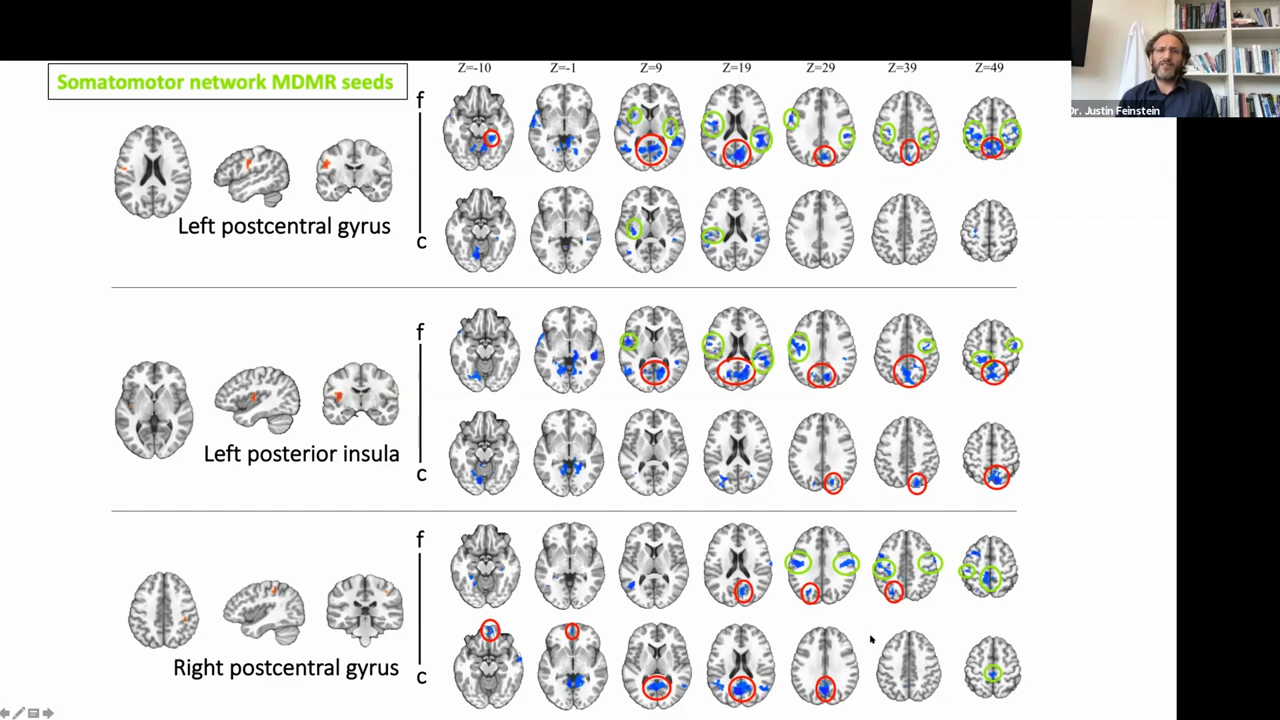 Z=-10 Z=-1 Z=9 Z=19 Z=29 Z=39 Z=49
Somatomotor network MDMR seeds
Dr. Justin Feinstein
f
Left postcentral gyrus
c
f
Left posterior insula
c
f
Right postcentral gyrus
c